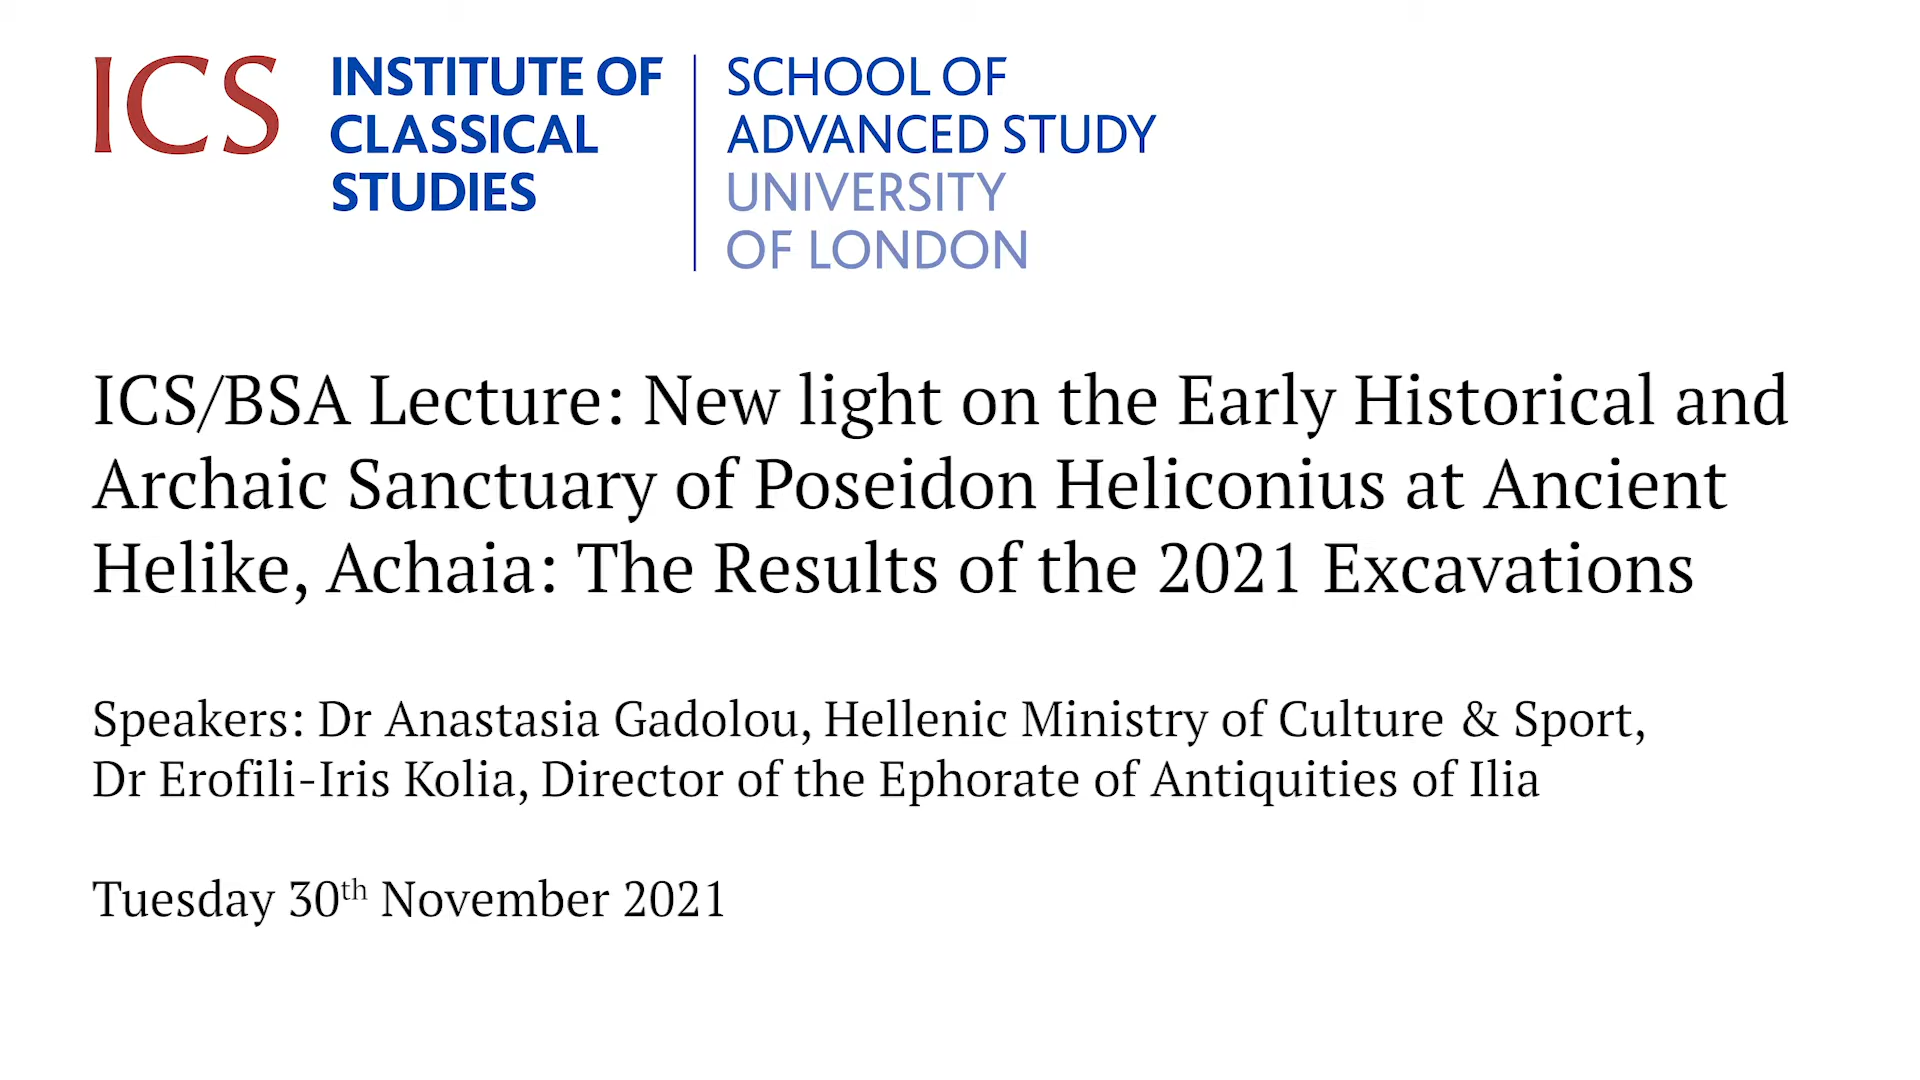 ICS
INSTITUTE OF
CLASSICAL
STUDIES
SCHOOL OF
ADVANCED STUDY
UNIVERSITY
OF LONDON
ICS/BSA Lecture: New light on the Early Historical and
Archaic Sanctuary of Poseidon Heliconius at Ancient
Helike, Achaia: The Results of the 2021 Excavations
Speakers: Dr Anastasia Gadolou, Hellenic Ministry of Culture & Sport,
Dr Erofili-Iris Kolia, Director of the Ephorate of Antiquities of Ilia
Tuesday 30th November 2021